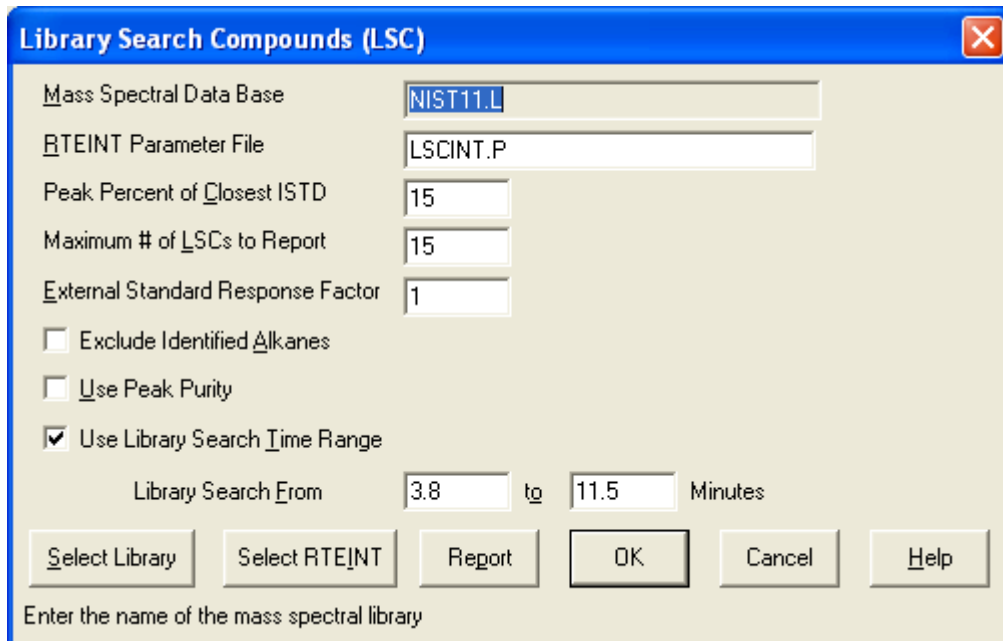 Library Search Compounds (LSC)
Mass Spectral Data Base NIST11.L
RTEINT Parameter File LSCINT.P
Peak Percent of Closest ISTD 15
Maximum # of LSCs to Report 15
External Standard Response Factor 1
Exclude Identified Alkanes
Use Peak Purity
Use Library Search Time Range
Library Search From 3.8 to 11.5 Minutes
Select Library Select RTEINT Report OK Cancel Help
Enter the name of the mass spectral library